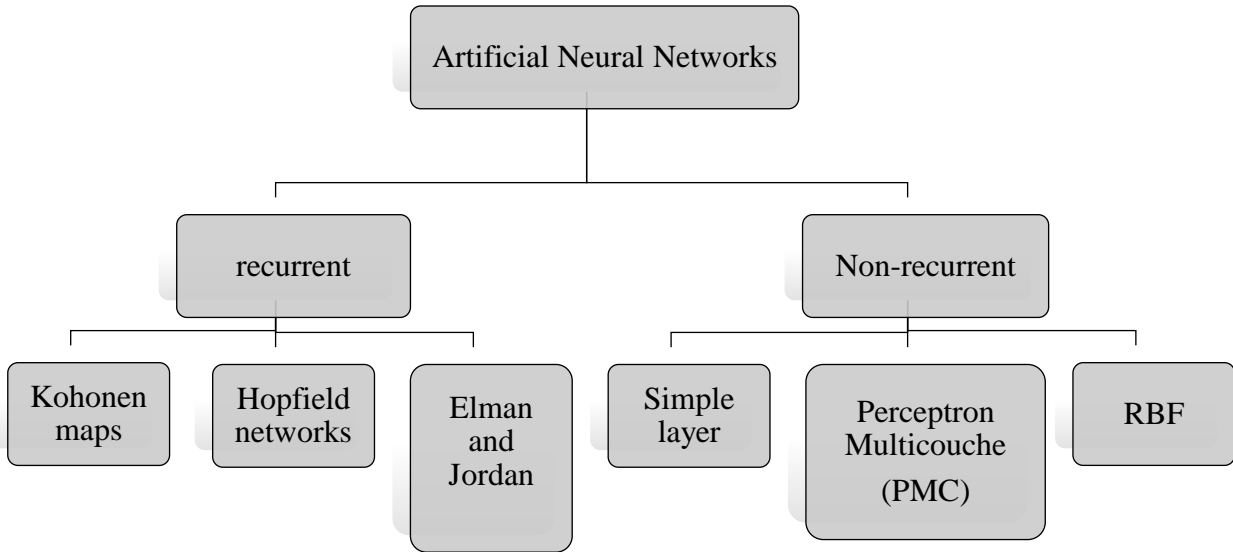 Artificial Neural Networks
recurrent
Non-recurrent
Kohonen
maps
Hopfield
networks
Elman
and
Jordan
Simple
layer
Perceptron
Multicouche
(PMC)
RBF